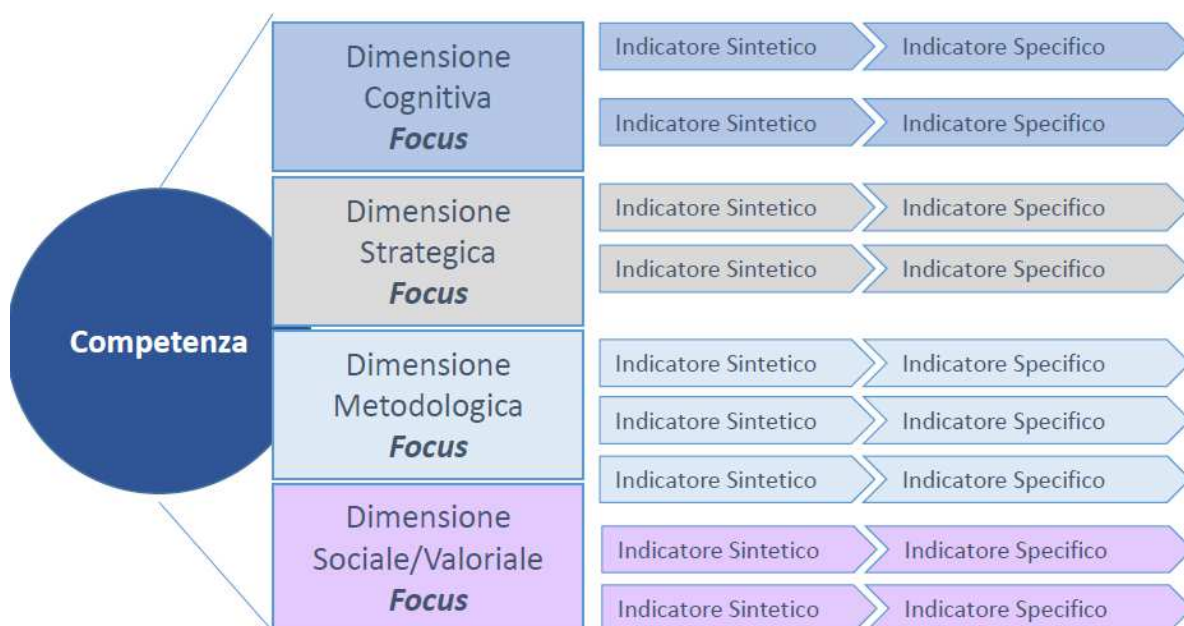 Competenza
Dimensione
Cognitiva
Focus
Indicatore Sintetico
Indicatore Specifico
Indicatore Sintetico
Indicatore Specifico
Dimensione
Strategica
Focus
Indicatore Sintetico
Indicatore Specifico
Indicatore Sintetico
Indicatore Specifico
Dimensione
Metodologica
Focus
Indicatore Sintetico
Indicatore Specifico
Indicatore Sintetico
Indicatore Specifico
Indicatore Sintetico
Indicatore Specifico
Dimensione
Sociale/Valoriale
Focus
Indicatore Sintetico
Indicatore Specifico
Indicatore Sintetico
Indicatore Specifico